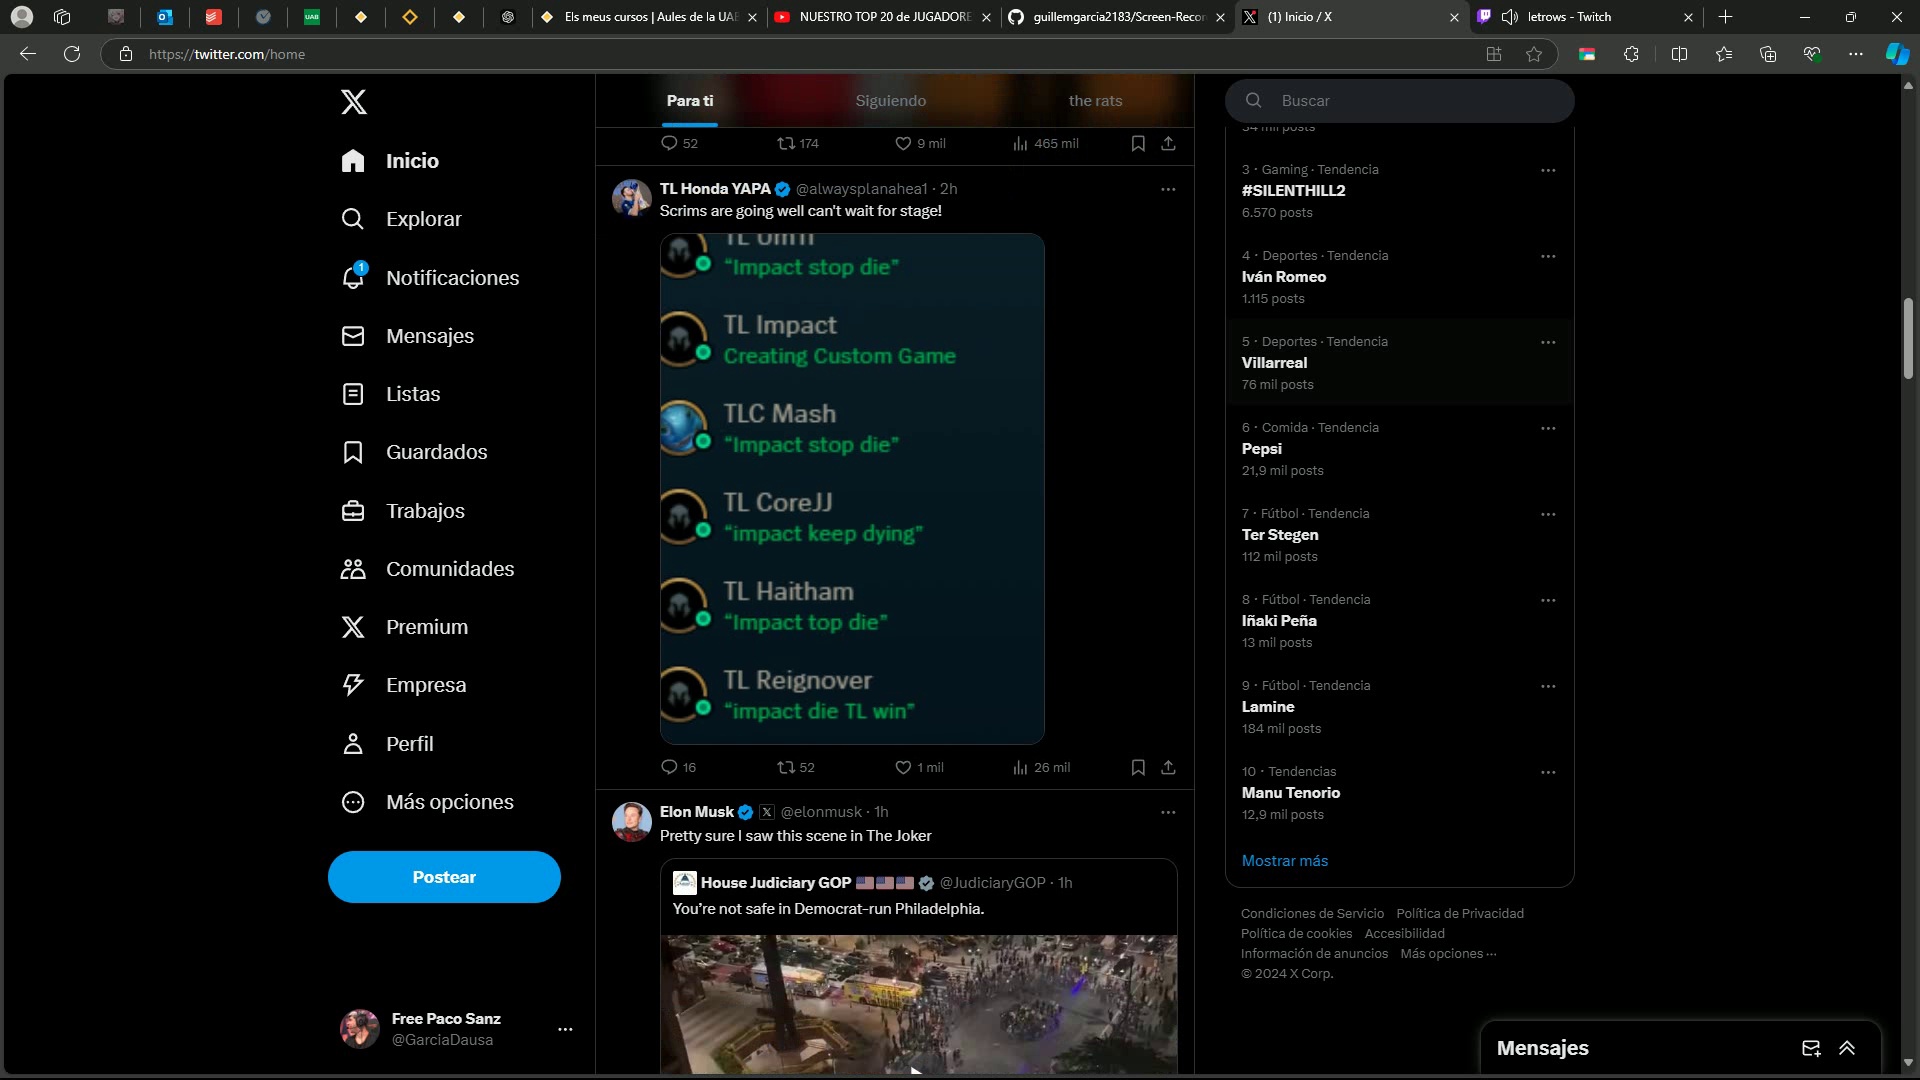 UAB
Els meus cursos | Aules de la UA
NUESTRO TOP 20 de JUGADORE
guillemgarcia2183/Screen-Recor
(1) Inicio / X
letrows - Twitch
https://twitter.com/home
Inicio
Explorar
1
Notificaciones
Mensajes
Listas
Guardados
Trabajos
Comunidades
Premium
Empresa
Perfil
Más opciones
Postear
Free Paco Sanz
@GarciaDausa
Para ti
Siguiendo
the rats
52
174
9 mil
465 mil
TL Honda YAPA @alwaysplanahea1 · 2h
Scrims are going well can't wait for stage!
"Impact stop die"
TL Impact
Creating Custom Game
TLC Mash
"Impact stop die"
TL CoreJJ
"impact keep dying"
TL Haitham
"Impact top die"
TL Reignover
"impact die TL win"
16
52
1 mil
26 mil
Elon Musk @elonmusk · 1h
Pretty sure I saw this scene in The Joker
House Judiciary GOP @JudiciaryGOP · 1h
You're not safe in Democrat-run Philadelphia.
Buscar
34 mil posts
3 · Gaming · Tendencia
#SILENTHILL2
6.570 posts
4 · Deportes · Tendencia
Iván Romeo
1.115 posts
5 · Deportes · Tendencia
Villarreal
76 mil posts
6 · Comida · Tendencia
Pepsi
21,9 mil posts
7 · Fútbol · Tendencia
Ter Stegen
112 mil posts
8 · Fútbol · Tendencia
Iñaki Peña
13 mil posts
9 · Fútbol · Tendencia
Lamine
184 mil posts
10 · Tendencias
Manu Tenorio
12,9 mil posts
Mostrar más
Condiciones de Servicio Política de Privacidad
Política de cookies Accesibilidad
Información de anuncios Más opciones ···
© 2024 X Corp.
Mensajes